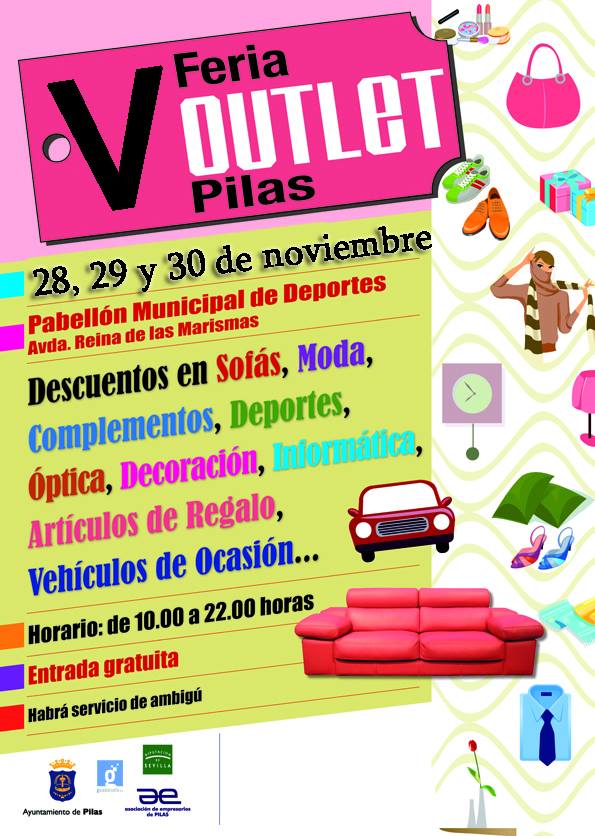 V Feria
OUTLET
Pilas
28, 29 y 30 de noviembre
Pabellón Municipal de Deportes
Avda. Reina de las Marismas
Descuentos en Sofás, Moda,
Complementos, Deportes,
Óptica, Decoración, Informática,
Artículos de Regalo,
Vehículos de Ocasión...
Horario: de 10.00 a 22.00 horas
Entrada gratuita
Habrá servicio de ambigú
Ayuntamiento de Pilas
DIPUTACIÓN
DE
SEVILLA
ae
asociación de empresarios
de PILAS